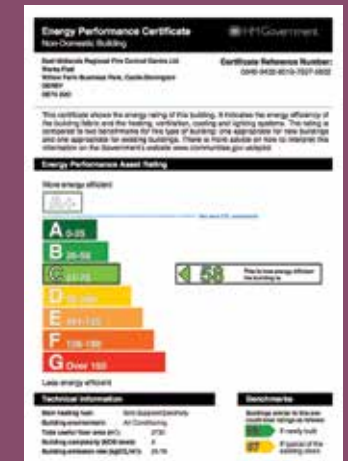 Energy Performance Certificate
HM Government
Non-Domestic Building
East Midlands Regional Fire Control Centre Ltd
Certificate Reference Number:
Willow Farm Business Park, Castle Donington
DERBY
This certificate shows the energy rating of this building. It indicates the energy efficiency of
the building fabric and the heating, ventilation, cooling and lighting systems. The rating is
compared to two benchmarks for this type of building: one appropriate for new buildings
and one appropriate for existing buildings. There is more advice on how to interpret this
information on the Government's website www.communities.gov.uk/epbd.
Energy Performance Asset Rating
More energy efficient
A+
A 0-25
B 26-50
C 51-75
58
This is how energy efficient
the building is.
D 76-100
E 101-125
F 126-150
G Over 150
Less energy efficient
Technical Information
Benchmarks
Main heating fuel: Grid Supplied Electricity
Building environment: Air Conditioning
Total useful floor area (m²):
Building complexity (NOS level):
Building emission rate (kgCO₂/m²):
Buildings similar to this one
could have ratings as follows:
If newly built
If typical of the
existing stock